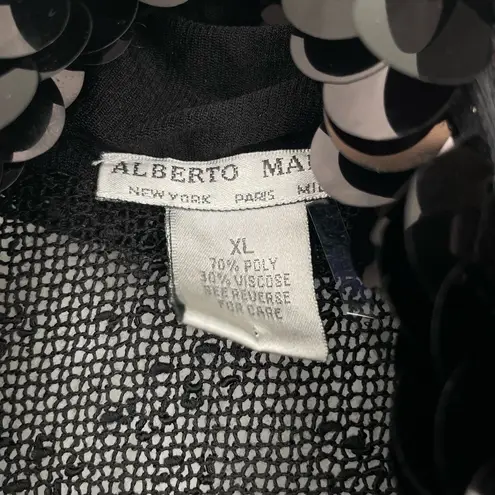 ALBERTO MA
NEW YORK PARIS MI
XL
70% POLY
30% VISCOSE
SEE REVERSE
FOR CARE